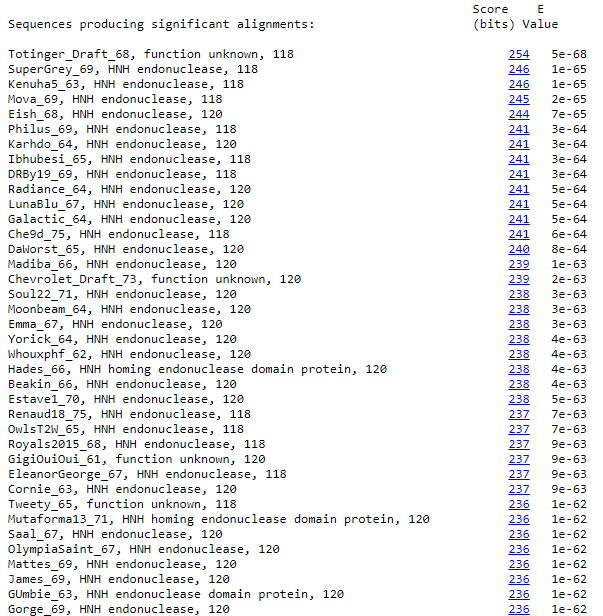 Score E
Sequences producing significant alignments: (bits) Value
Totinger_Draft_68, function unknown, 118 254 5e-68
SuperGrey_69, HNH endonuclease, 118 246 1e-65
Kenuha5_63, HNH endonuclease, 118 246 1e-65
Mova_69, HNH endonuclease, 118 245 2e-65
Eish_68, HNH endonuclease, 120 244 7e-65
Philus_69, HNH endonuclease, 118 241 3e-64
Karhdo_64, HNH endonuclease, 120 241 3e-64
Ibhubesi_65, HNH endonuclease, 118 241 3e-64
DRBy19_69, HNH endonuclease, 118 241 3e-64
Radiance_64, HNH endonuclease, 120 241 5e-64
LunaBlu_67, HNH endonuclease, 120 241 5e-64
Galactic_64, HNH endonuclease, 120 241 5e-64
Che9d_75, HNH endonuclease, 118 241 6e-64
DaWorst_65, HNH endonuclease, 120 240 8e-64
Madiba_66, HNH endonuclease, 120 239 1e-63
Chevrolet_Draft_73, function unknown, 120 239 2e-63
Soul22_71, HNH endonuclease, 120 238 3e-63
Moonbeam_64, HNH endonuclease, 120 238 3e-63
Emma_67, HNH endonuclease, 120 238 3e-63
Yorick_64, HNH endonuclease, 120 238 4e-63
Whouxphf_62, HNH endonuclease, 120 238 4e-63
Hades_66, HNH homing endonuclease domain protein, 120 238 4e-63
Beakin_66, HNH endonuclease, 120 238 4e-63
Estave1_70, HNH endonuclease, 120 238 5e-63
Renaud18_75, HNH endonuclease, 118 237 7e-63
OwlsT2W_65, HNH endonuclease, 118 237 7e-63
Royals2015_68, HNH endonuclease, 118 237 9e-63
GigiOuiOui_61, function unknown, 120 237 9e-63
EleanorGeorge_67, HNH endonuclease, 118 237 9e-63
Cornie_63, HNH endonuclease, 120 237 9e-63
Tweety_65, function unknown, 118 236 1e-62
Mutaforma13_71, HNH homing endonuclease domain protein, 120 236 1e-62
Saal_67, HNH endonuclease, 120 236 1e-62
OlympiaSaint_67, HNH endonuclease, 120 236 1e-62
Mattes_69, HNH endonuclease, 120 236 1e-62
James_69, HNH endonuclease, 120 236 1e-62
GUmbie_63, HNH endonuclease domain protein, 120 236 1e-62
Gorge_69, HNH endonuclease, 120 236 1e-62